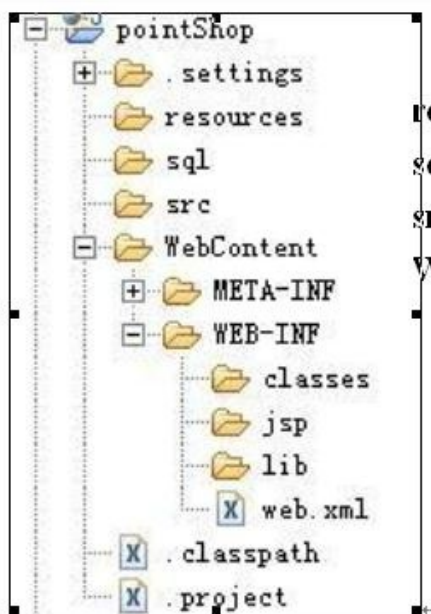 pointShop
.settings
resources
sql
src
WebContent
META-INF
WEB-INF
classes
jsp
lib
web.xml
.classpath
.project